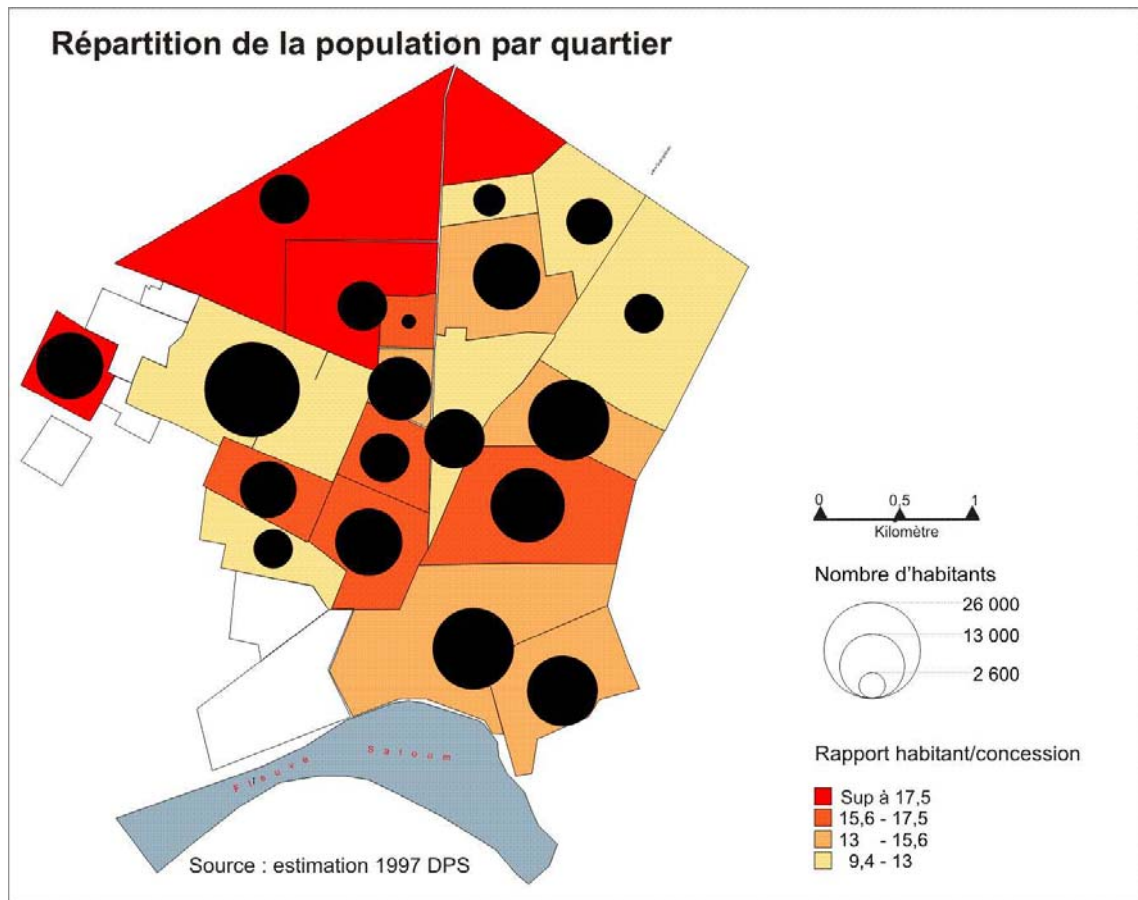 Répartition de la population par quartier
0
0,5
1
Kilomètre
Nombre d'habitants
26 000
13 000
2 600
Fleuve
Saloum
Rapport habitant/concession
Sup à 17,5
15,6 - 17,5
13 - 15,6
9,4 - 13
Source : estimation 1997 DPS